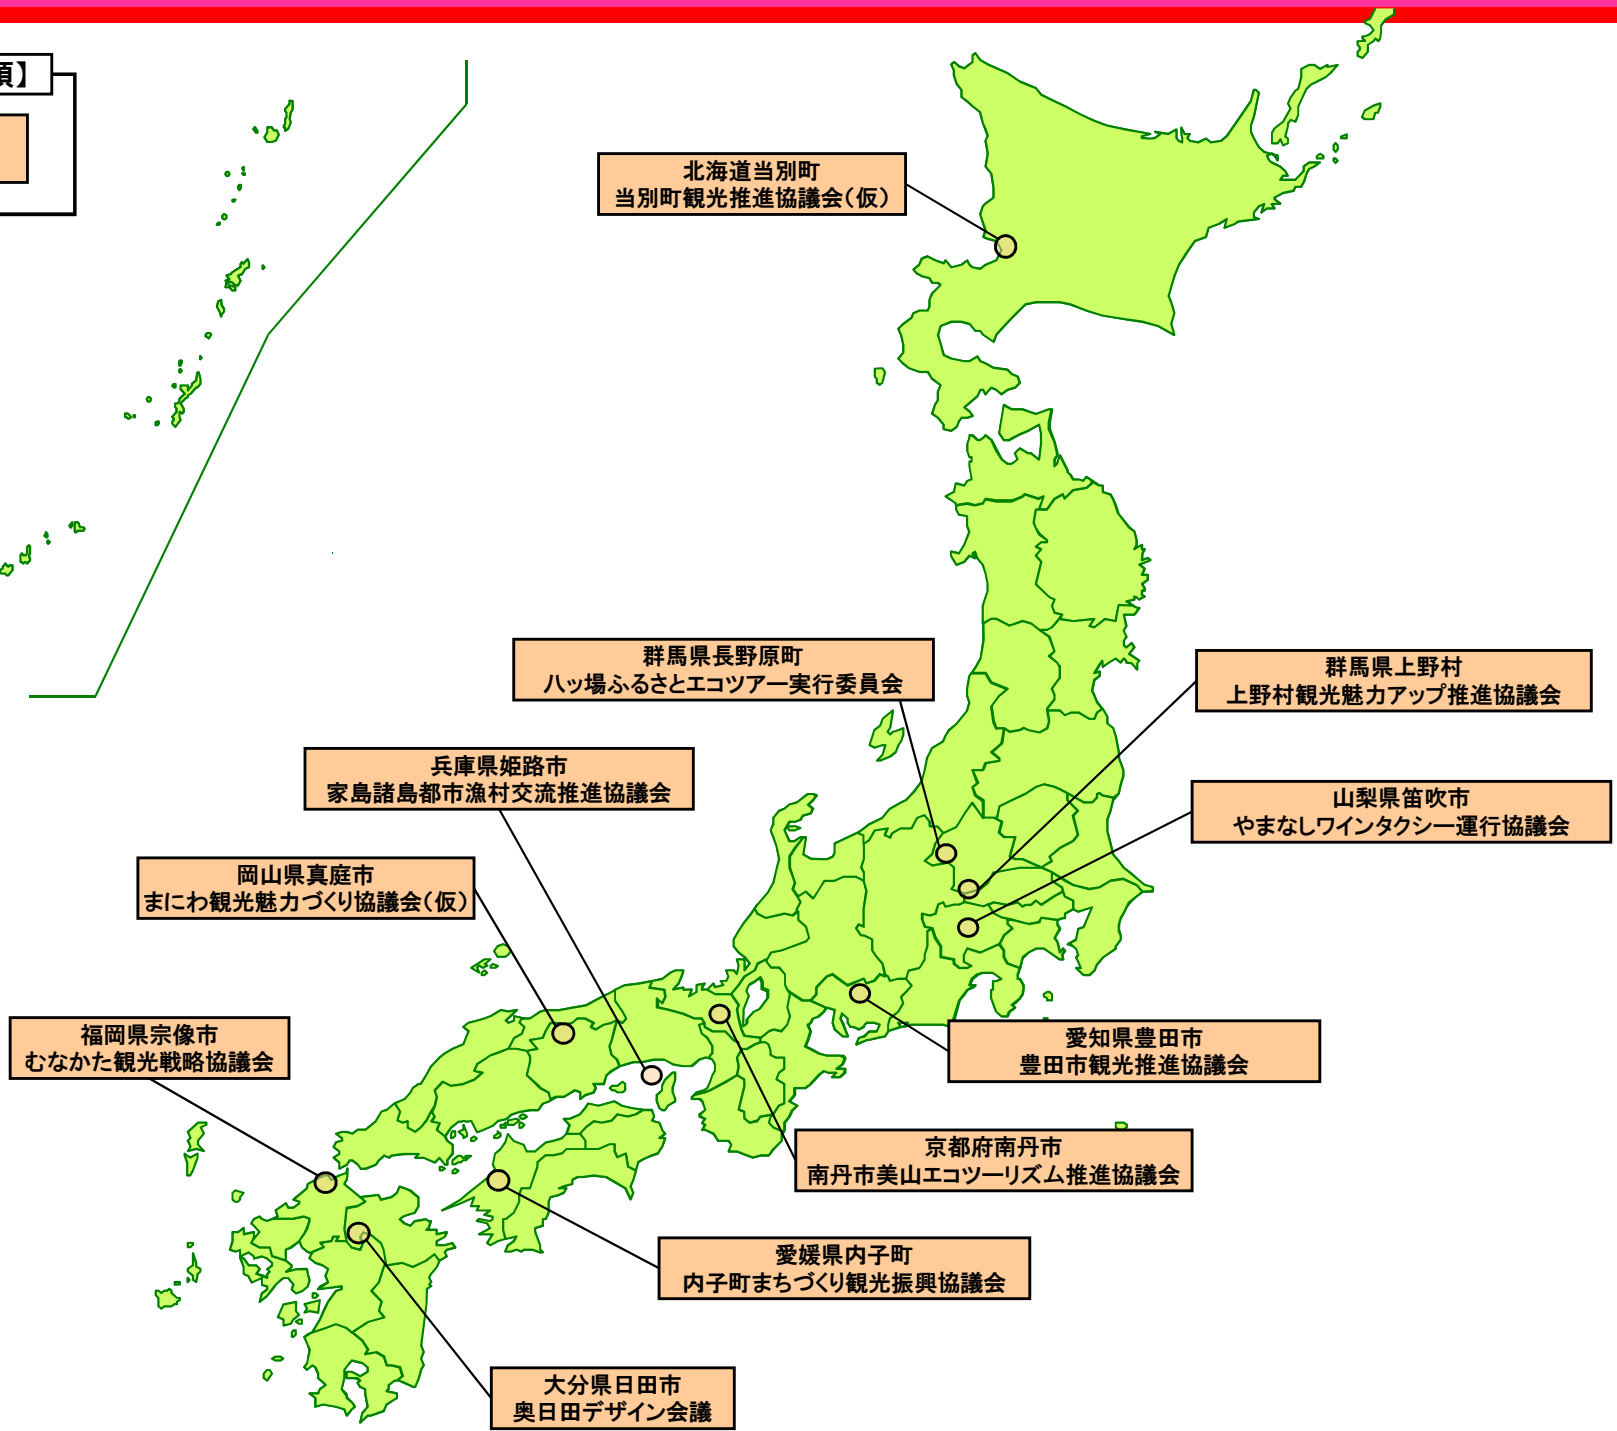 項】
北海道当別町
当別町観光推進協議会(仮)
群馬県長野原町
八ッ場ふるさとエコツアー実行委員会
群馬県上野村
上野村観光魅力アップ推進協議会
兵庫県姫路市
家島諸島都市漁村交流推進協議会
山梨県笛吹市
やまなしワインタクシー運行協議会
岡山県真庭市
まにわ観光魅力づくり協議会(仮)
福岡県宗像市
むなかた観光戦略協議会
愛知県豊田市
豊田市観光推進協議会
京都府南丹市
南丹市美山エコツーリズム推進協議会
愛媛県内子町
内子町まちづくり観光振興協議会
大分県日田市
奥日田デザイン会議